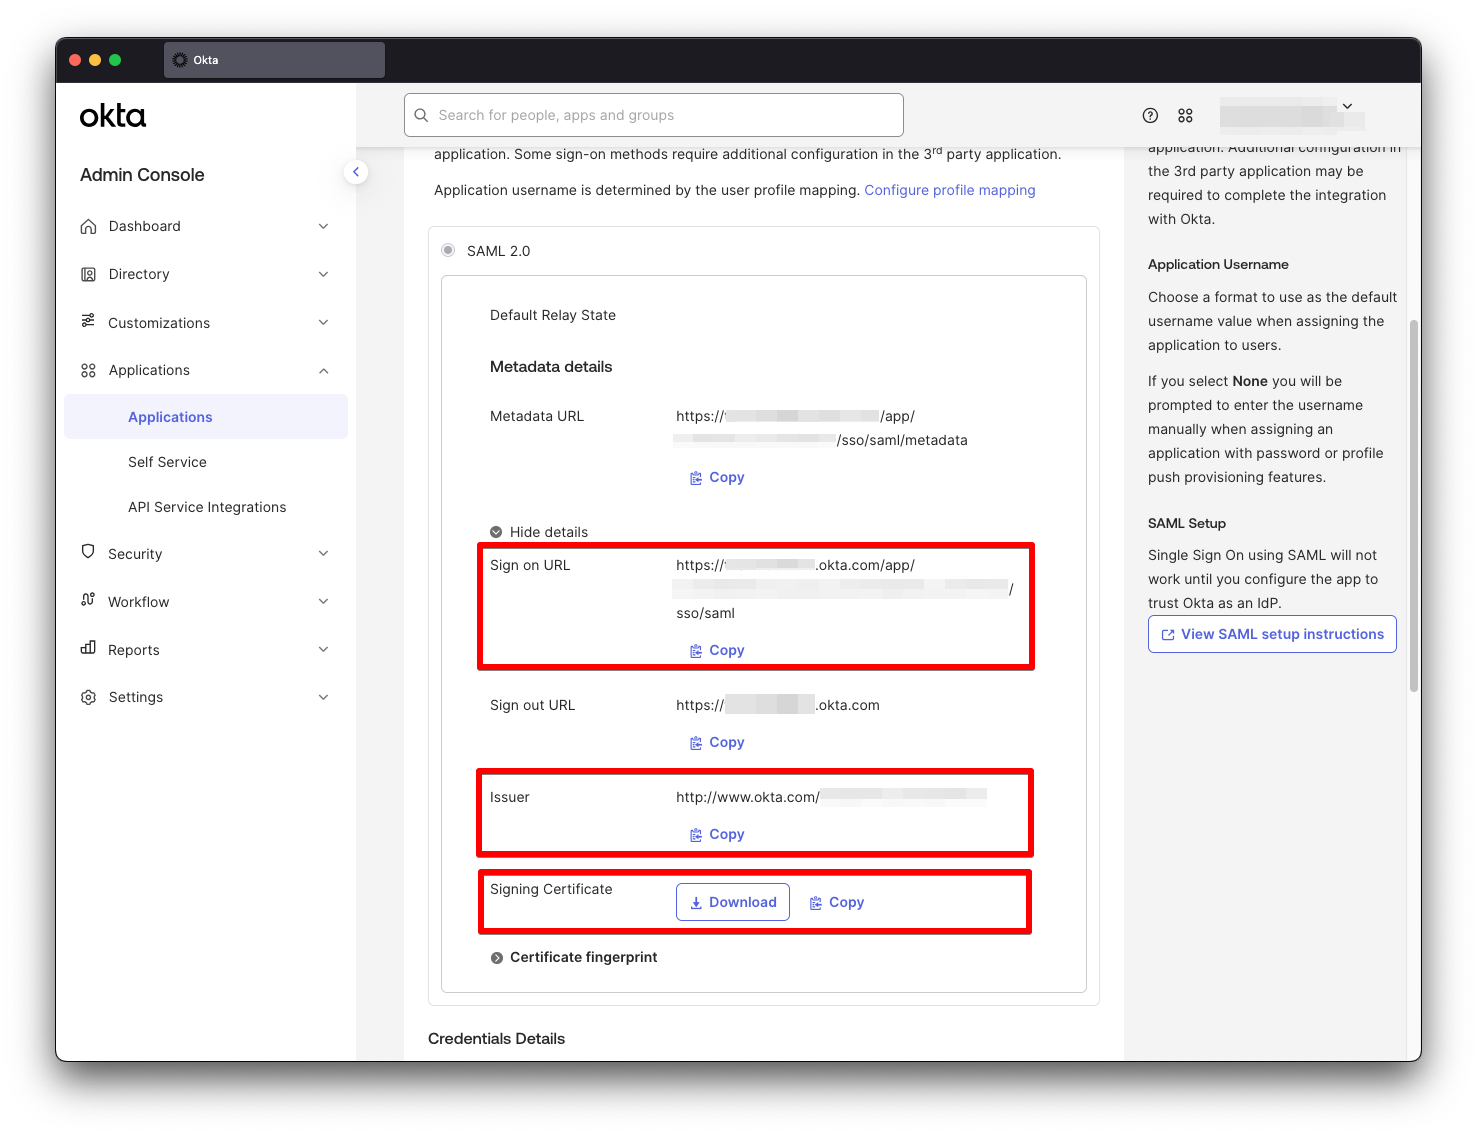 Okta
okta
Search for people, apps and groups
Admin Console
Dashboard
Directory
Customizations
Applications
Applications
Self Service
API Service Integrations
Security
Workflow
Reports
Settings
application. Some sign-on methods require additional configuration in the 3rd party application.
Application username is determined by the user profile mapping. Configure profile mapping
SAML 2.0
Default Relay State
Metadata details
Metadata URL
https:// /app/
/sso/saml/metadata
Copy
Hide details
Sign on URL
https:// .okta.com/app/
/
sso/saml
Copy
Sign out URL
https:// .okta.com
Copy
Issuer
http://www.okta.com/
Copy
Signing Certificate
Download
Copy
Certificate fingerprint
Credentials Details
application. Additional configuration in
the 3rd party application may be
required to complete the integration
with Okta.
Application Username
Choose a format to use as the default
username value when assigning the
application to users.
If you select None you will be
prompted to enter the username
manually when assigning an
application with password or profile
push provisioning features.
SAML Setup
Single Sign On using SAML will not
work until you configure the app to
trust Okta as an IdP.
View SAML setup instructions